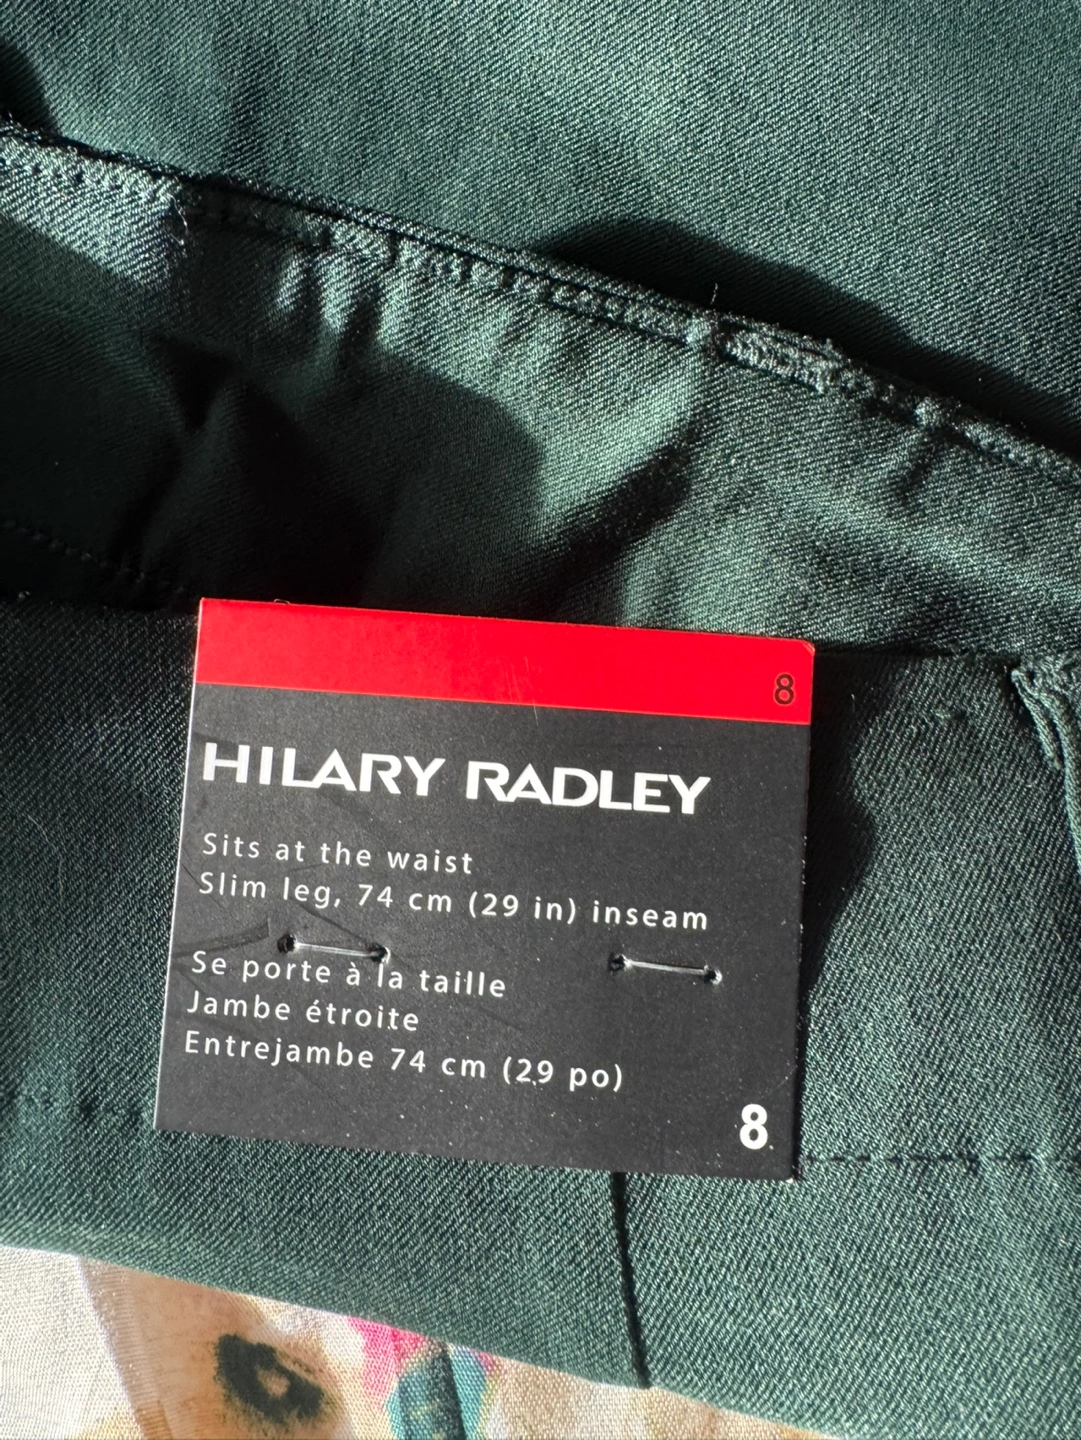 8
HILARY RADLEY
Sits at the waist
Slim leg, 74 cm (29 in) inseam
Se porte à la taille
Jambe étroite
Entrejambe 74 cm (29 po)
8